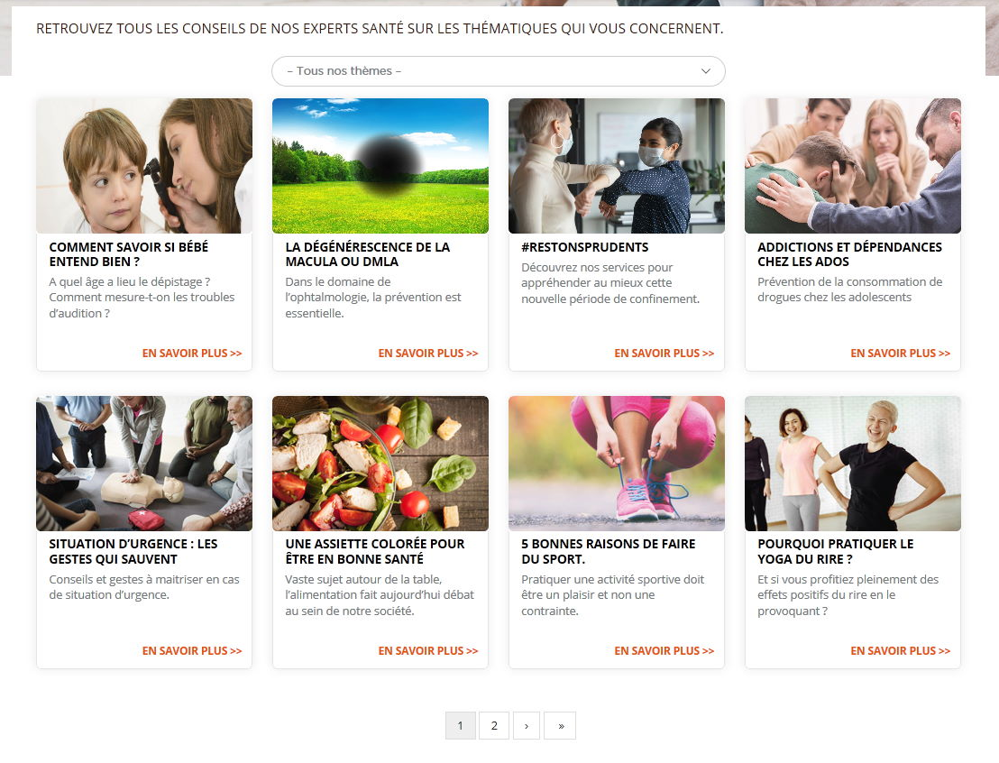 RETROUVEZ TOUS LES CONSEILS DE NOS EXPERTS SANTÉ SUR LES THÉMATIQUES QUI VOUS CONCERNENT.
– Tous nos thèmes –
COMMENT SAVOIR SI BÉBÉ
ENTEND BIEN ?
A quel âge a lieu le dépistage ?
Comment mesure-t-on les troubles
d’audition ?
EN SAVOIR PLUS >>
LA DÉGÉNÉRESCENCE DE LA
MACULA OU DMLA
Dans le domaine de
l’ophtalmologie, la prévention est
essentielle.
EN SAVOIR PLUS >>
#RESTONSPRUDENTS
Découvrez nos services pour
appréhender au mieux cette
nouvelle période de confinement.
EN SAVOIR PLUS >>
ADDICTIONS ET DÉPENDANCES
CHEZ LES ADOS
Prévention de la consommation de
drogues chez les adolescents
EN SAVOIR PLUS >>
SITUATION D’URGENCE : LES
GESTES QUI SAUVENT
Conseils et gestes à maitriser en cas
de situation d’urgence.
EN SAVOIR PLUS >>
UNE ASSIETTE COLORÉE POUR
ÊTRE EN BONNE SANTÉ
Vaste sujet autour de la table,
l’alimentation fait aujourd’hui débat
au sein de notre société.
EN SAVOIR PLUS >>
5 BONNES RAISONS DE FAIRE
DU SPORT.
Pratiquer une activité sportive doit
être un plaisir et non une
contrainte.
EN SAVOIR PLUS >>
POURQUOI PRATIQUER LE
YOGA DU RIRE ?
Et si vous profitiez pleinement des
effets positifs du rire en le
provoquant ?
EN SAVOIR PLUS >>
1 2 › »